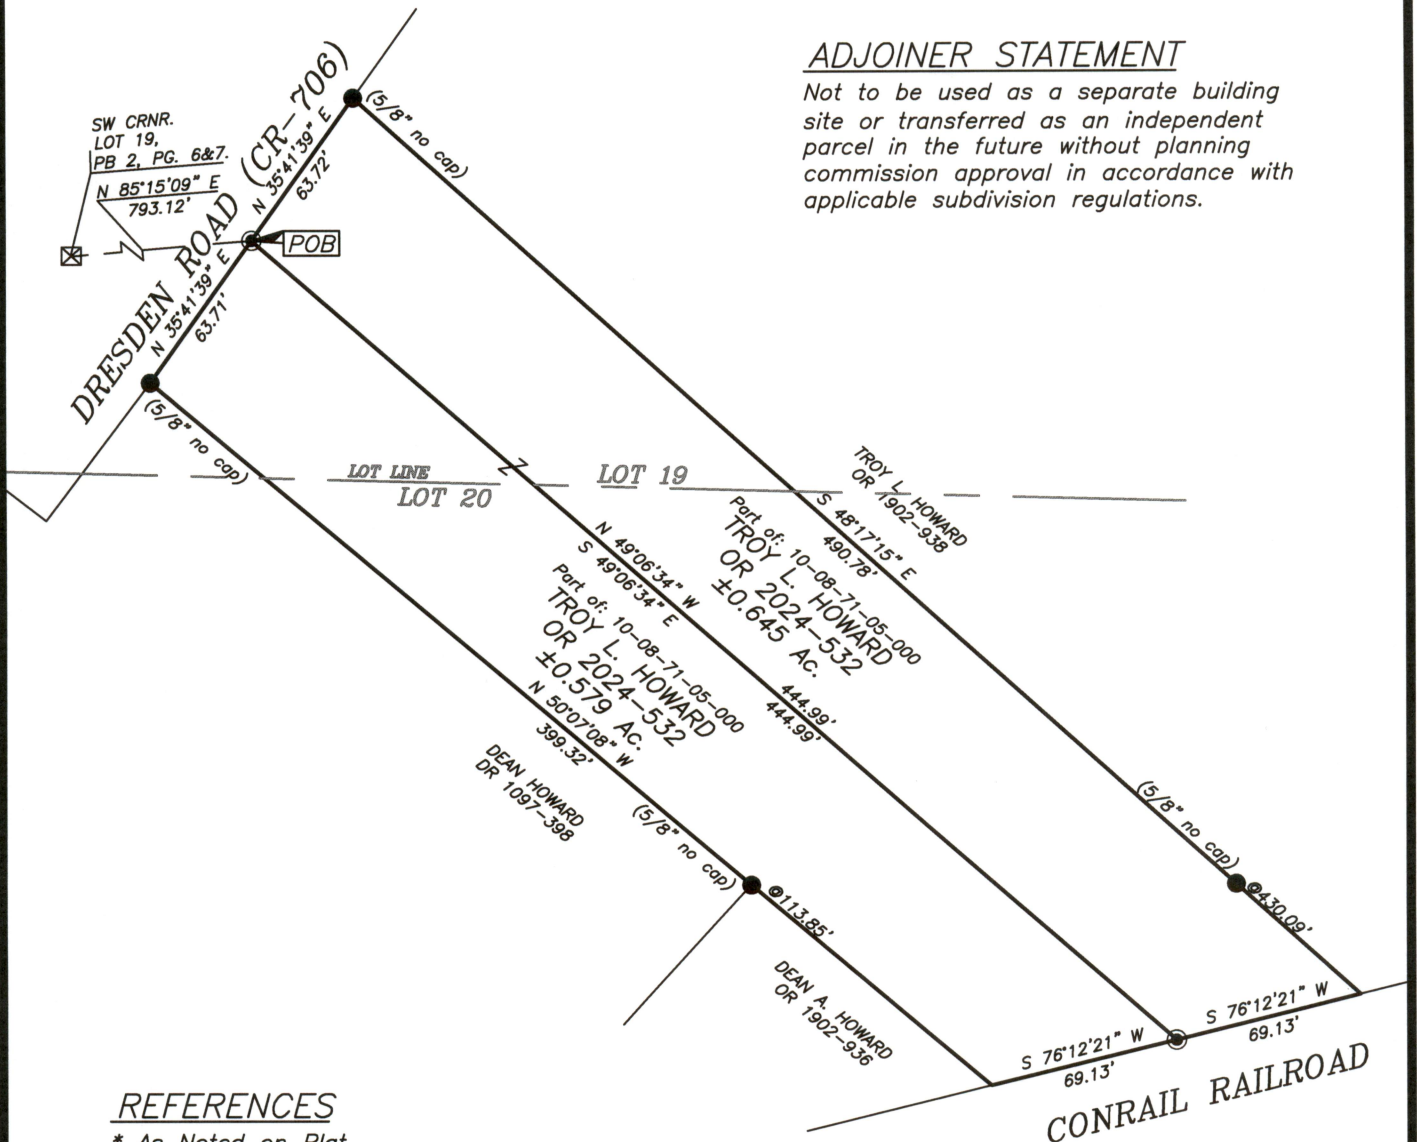 ADJOINER STATEMENT
Not to be used as a separate building
site or transferred as an independent
parcel in the future without planning
commission approval in accordance with
applicable subdivision regulations.
SW CRNR.
LOT 19,
PB 2, PG. 6&7.
N 85°15'09" E
793.12'
DRESDEN ROAD (CR-706)
N 35°41'39" E
63.72'
(5/8" no cap)
POB
N 35°41'39" E
63.71'
(5/8" no cap)
LOT LINE
LOT 19
LOT 20
TROY L. HOWARD
OR 1902-938
S 48°17'15" E
490.78'
Part of: 10-08-71-05-000
TROY L. HOWARD
OR 2024-532
±0.645 Ac.
N 49°06'34" W
S 49°06'34" E
444.99'
444.99'
Part of: 10-08-71-05-000
TROY L. HOWARD
OR 2024-532
±0.579 Ac.
N 50°07'08" W
399.32'
DEAN HOWARD
DR 1097-398
(5/8" no cap)
@113.85'
(5/8" no cap)
@430.09'
DEAN A. HOWARD
OR 1902-936
S 76°12'21" W
69.13'
S 76°12'21" W
69.13'
CONRAIL RAILROAD
REFERENCES
* As Noted on Plat